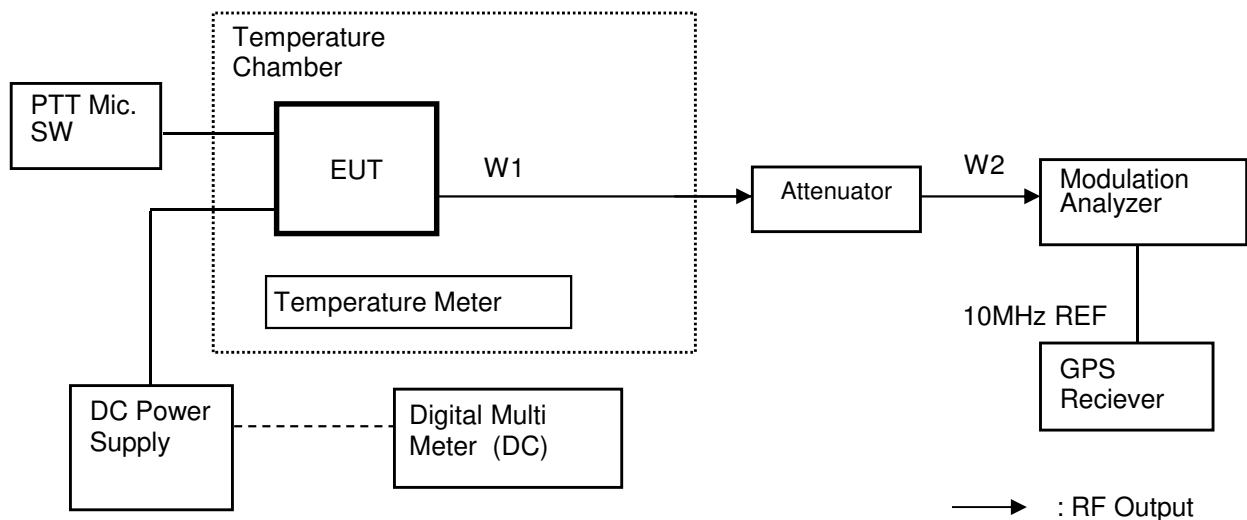 Temperature
Chamber
PTT Mic.
SW
EUT
W1
Attenuator
W2
Modulation
Analyzer
Temperature Meter
10MHz REF
GPS
Reciever
DC Power
Supply
Digital Multi
Meter (DC)
: RF Output